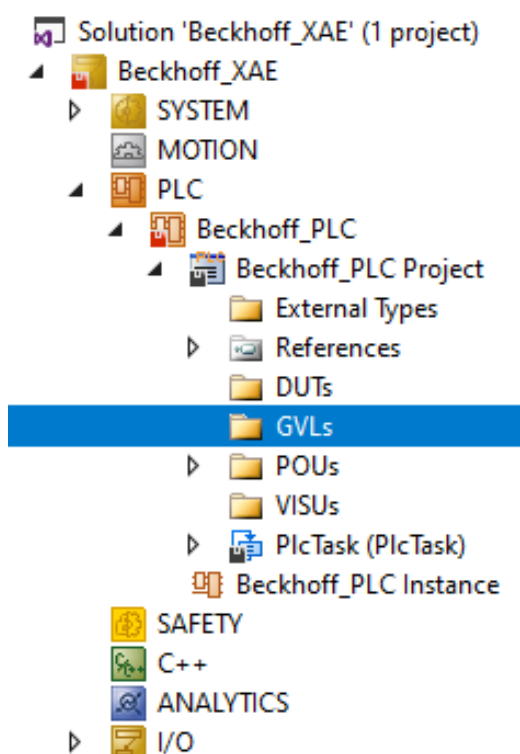 Solution 'Beckhoff_XAE' (1 project)
Beckhoff_XAE
SYSTEM
MOTION
PLC
Beckhoff_PLC
Beckhoff_PLC Project
External Types
References
DUTs
GVLs
POUs
VISUs
PlcTask (PlcTask)
Beckhoff_PLC Instance
SAFETY
C++
ANALYTICS
I/O